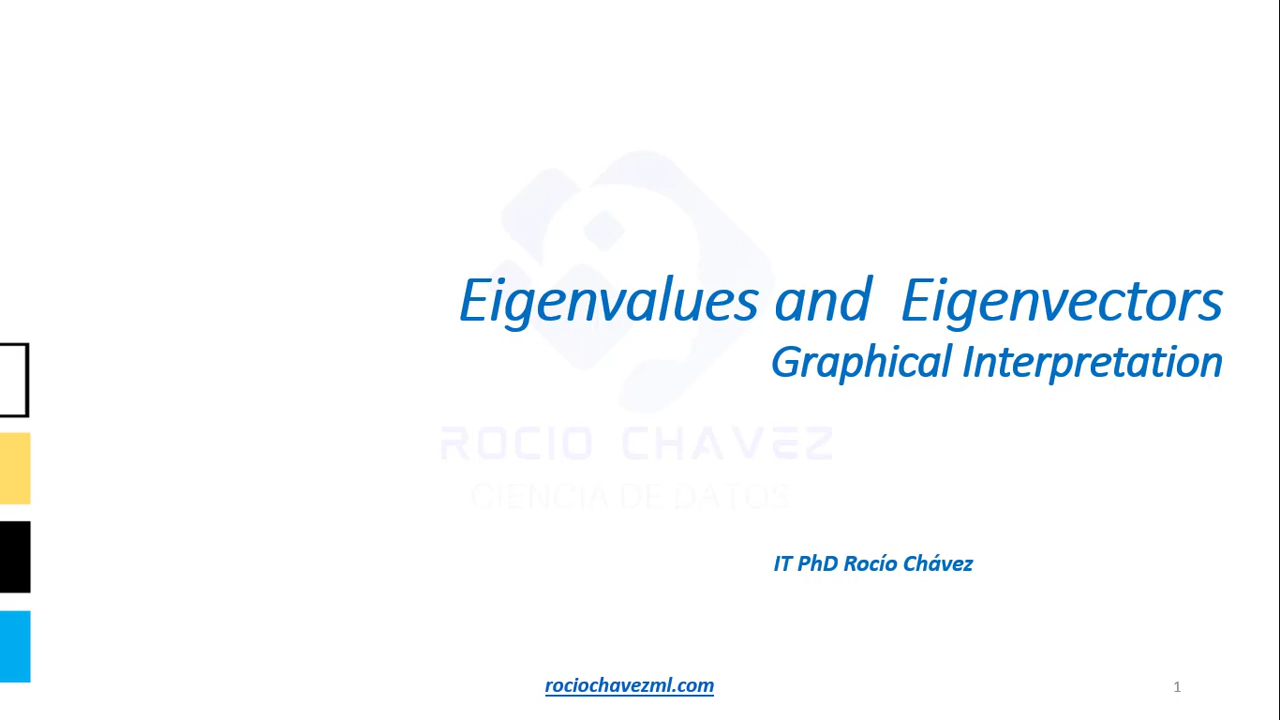 Eigenvalues and Eigenvectors
Graphical Interpretation
ROCIO CHAVEZ
CIENCIA DE DATOS
IT PhD Rocío Chávez
rociochavezml.com
1